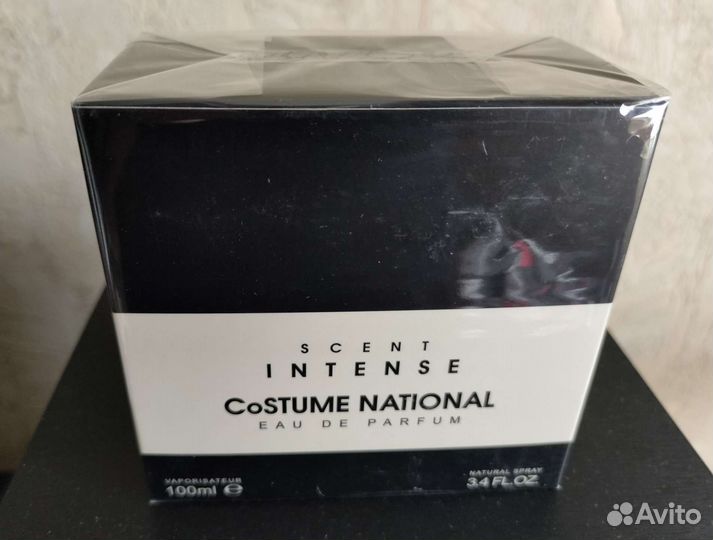 SCENT
INTENSE
CoSTUME NATIONAL
EAU DE PARFUM
VAPORISATEUR
100ml e
NATURAL SPRAY
3.4 FL OZ
Avito